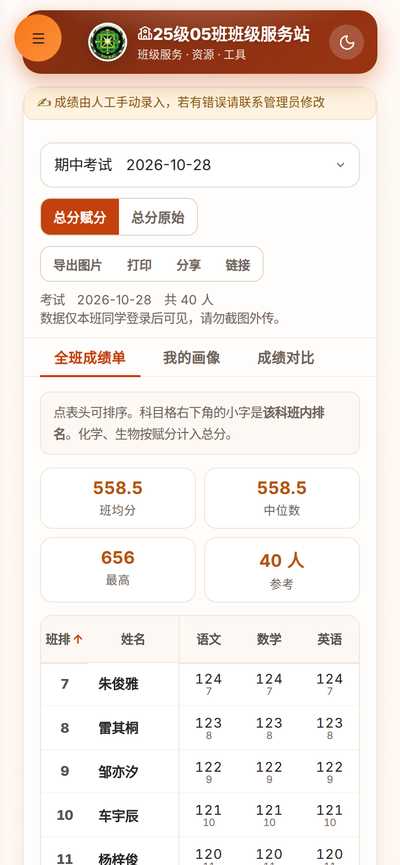 25级05班班级服务站
班级服务 · 资源 · 工具
✍ 成绩由人工手动录入，若有错误请联系管理员修改
期中考试 2026-10-28
总分赋分 总分原始
导出图片 打印 分享 链接
考试 2026-10-28 共 40 人
数据仅本班同学登录后可见，请勿截图外传。
全班成绩单 我的画像 成绩对比
点表头可排序。科目格右下角的小字是该科班内排
名。化学、生物按赋分计入总分。
558.5 558.5
班均分 中位数
656 40 人
最高 参考
班排↑ 姓名 语文 数学 英语
7 朱俊雅 124 124 124
7 7 7
8 雷其桐 123 123 123
8 8 8
9 邹亦汐 122 122 122
9 9 9
10 车宇辰 121 121 121
10 10 10
11 杨梓俊 120 120 120